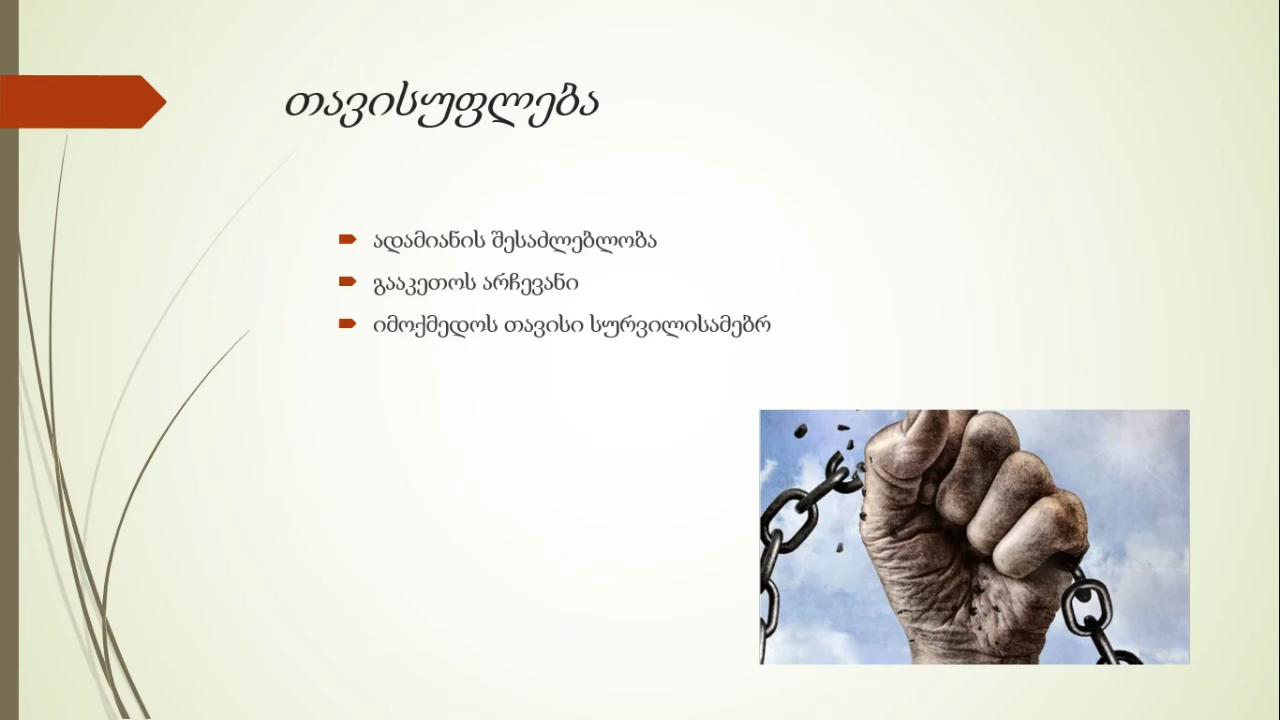 თავისუფლება
ადამიანის შესაძლებლობა
გააკეთოს არჩევანი
იმოქმედოს თავისი სურვილისამებრ